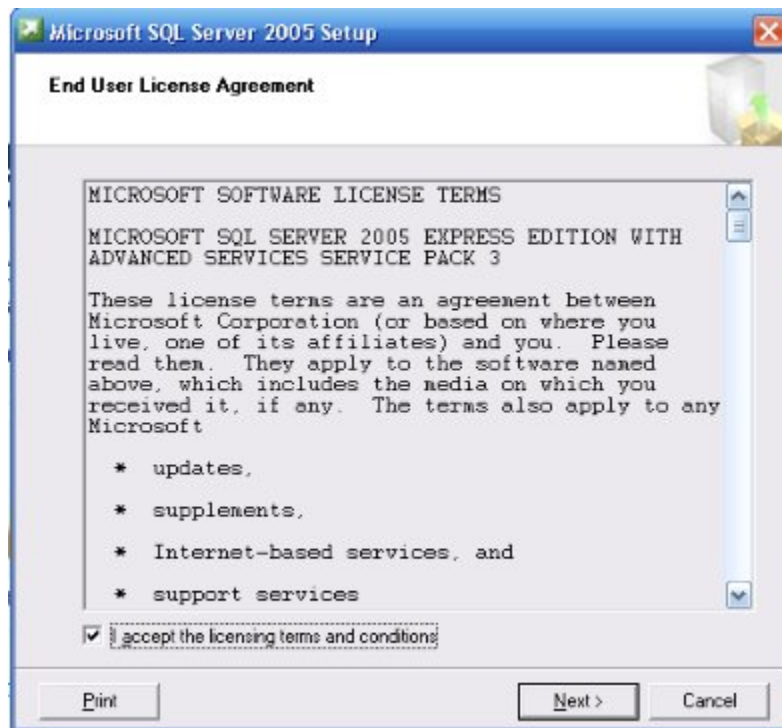 Microsoft SQL Server 2005 Setup
End User License Agreement
MICROSOFT SOFTWARE LICENSE TERMS
MICROSOFT SQL SERVER 2005 EXPRESS EDITION WITH
ADVANCED SERVICES SERVICE PACK 3
These license terms are an agreement between
Microsoft Corporation (or based on where you
live, one of its affiliates) and you.  Please
read them.  They apply to the software named
above, which includes the media on which you
received it, if any.  The terms also apply to any
Microsoft
* updates,
* supplements,
* Internet-based services, and
* support services
I accept the licensing terms and conditions
Print
Next >
Cancel